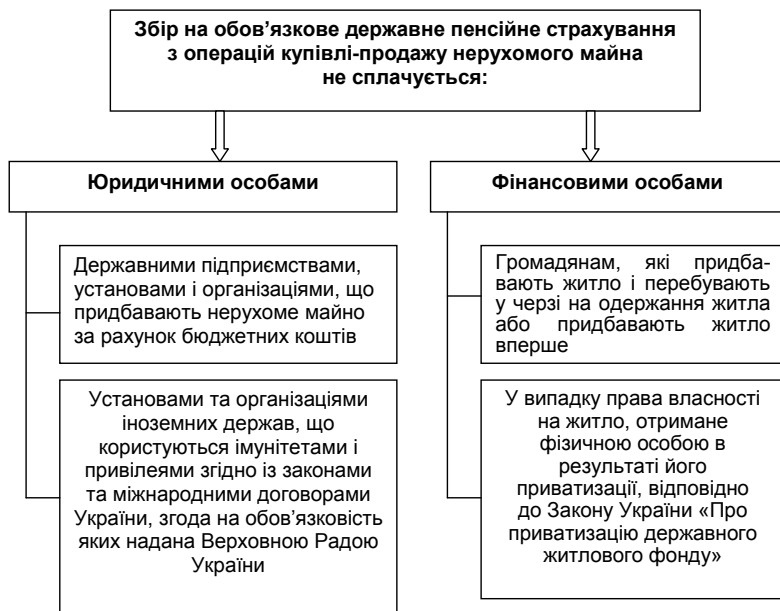 Збір на обов’язкове державне пенсійне страхування
з операцій купівлі-продажу нерухомого майна
не сплачується:
Юридичними особами
Державними підприємствами,
установами і організаціями, що
придбавають нерухоме майно
за рахунок бюджетних коштів
Установами та організаціями
іноземних держав, що
користуються імунітетами і
привілеями згідно із законами
та міжнародними договорами
України, згода на обов’язковість
яких надана Верховною Радою
України
Фінансовими особами
Громадянам, які придба-
вають житло і перебувають
у черзі на одержання житла
або придбавають житло
вперше
У випадку права власності
на житло, отримане
фізичною особою в
результаті його
приватизації, відповідно
до Закону України «Про
приватизацію державного
житлового фонду»